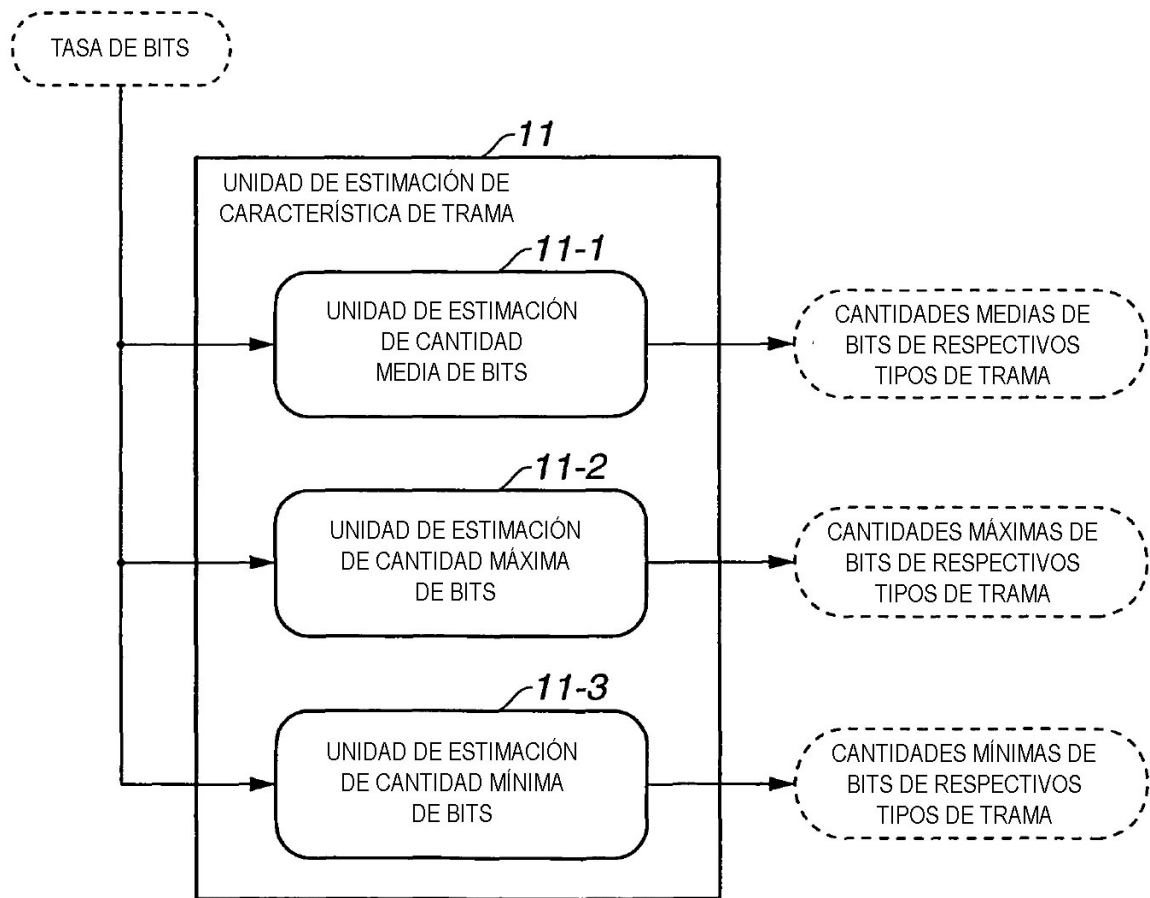 TASA DE BITS
11
UNIDAD DE ESTIMACIÓN DE
CARACTERÍSTICA DE TRAMA
11-1
UNIDAD DE ESTIMACIÓN
DE CANTIDAD
MEDIA DE BITS
CANTIDADES MEDIAS DE
BITS DE RESPECTIVOS
TIPOS DE TRAMA
11-2
UNIDAD DE ESTIMACIÓN
DE CANTIDAD MÁXIMA
DE BITS
CANTIDADES MÁXIMAS DE
BITS DE RESPECTIVOS
TIPOS DE TRAMA
11-3
UNIDAD DE ESTIMACIÓN
DE CANTIDAD MÍNIMA
DE BITS
CANTIDADES MÍNIMAS DE
BITS DE RESPECTIVOS
TIPOS DE TRAMA